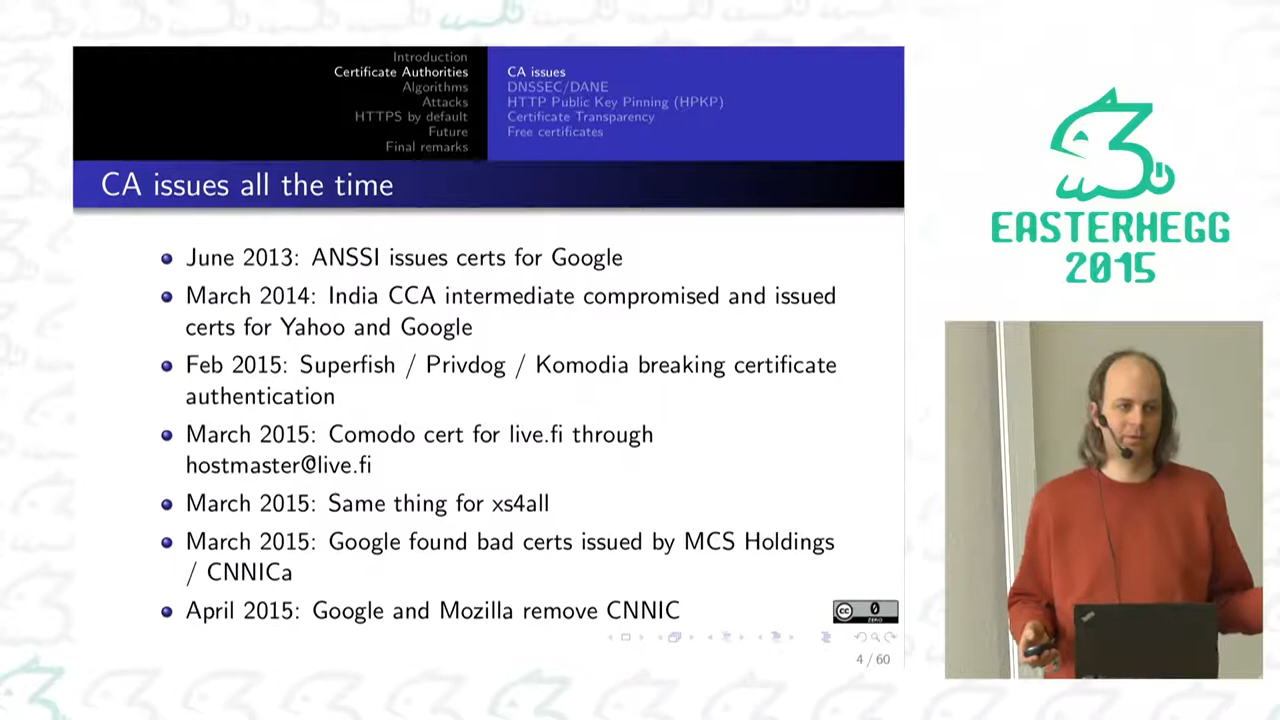 Introduction
Certificate Authorities
Algorithms
Attacks
HTTPS by default
Future
Final remarks
CA issues
DNSSEC/DANE
HTTP Public Key Pinning (HPKP)
Certificate Transparency
Free certificates
CA issues all the time
June 2013: ANSSI issues certs for Google
March 2014: India CCA intermediate compromised and issued
certs for Yahoo and Google
Feb 2015: Superfish / Privdog / Komodia breaking certificate
authentication
March 2015: Comodo cert for live.fi through
hostmaster@live.fi
March 2015: Same thing for xs4all
March 2015: Google found bad certs issued by MCS Holdings
/ CNNICa
April 2015: Google and Mozilla remove CNNIC
cc 0
ZERO
4 / 60
EASTERHEGG
2015